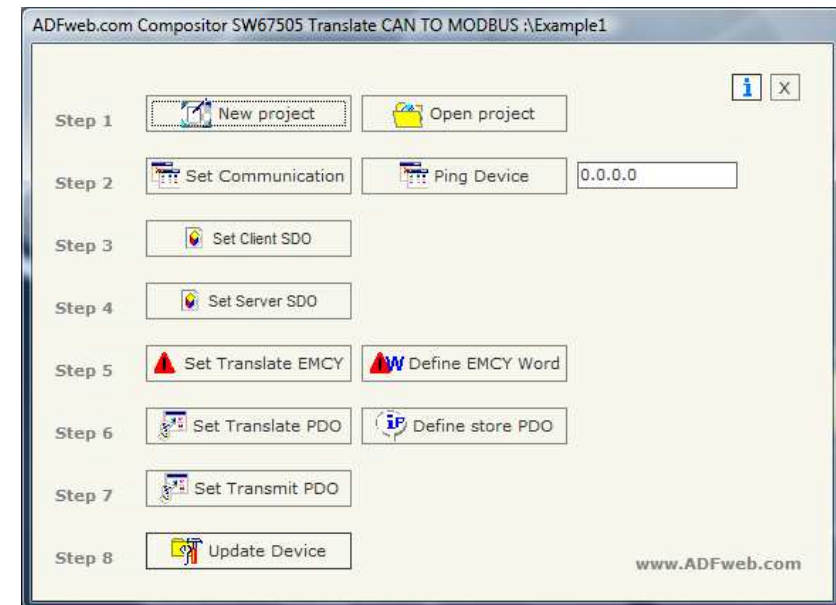 ADFweb.com Compositor SW67505 Translate CAN TO MODBUS :\Example1
i X
Step 1 New project Open project
Step 2 Set Communication Ping Device 0.0.0.0
Step 3 Set Client SDO
Step 4 Set Server SDO
Step 5 Set Translate EMCY W Define EMCY Word
Step 6 Set Translate PDO iP Define store PDO
Step 7 Set Transmit PDO
Step 8 Update Device
www.ADFweb.com